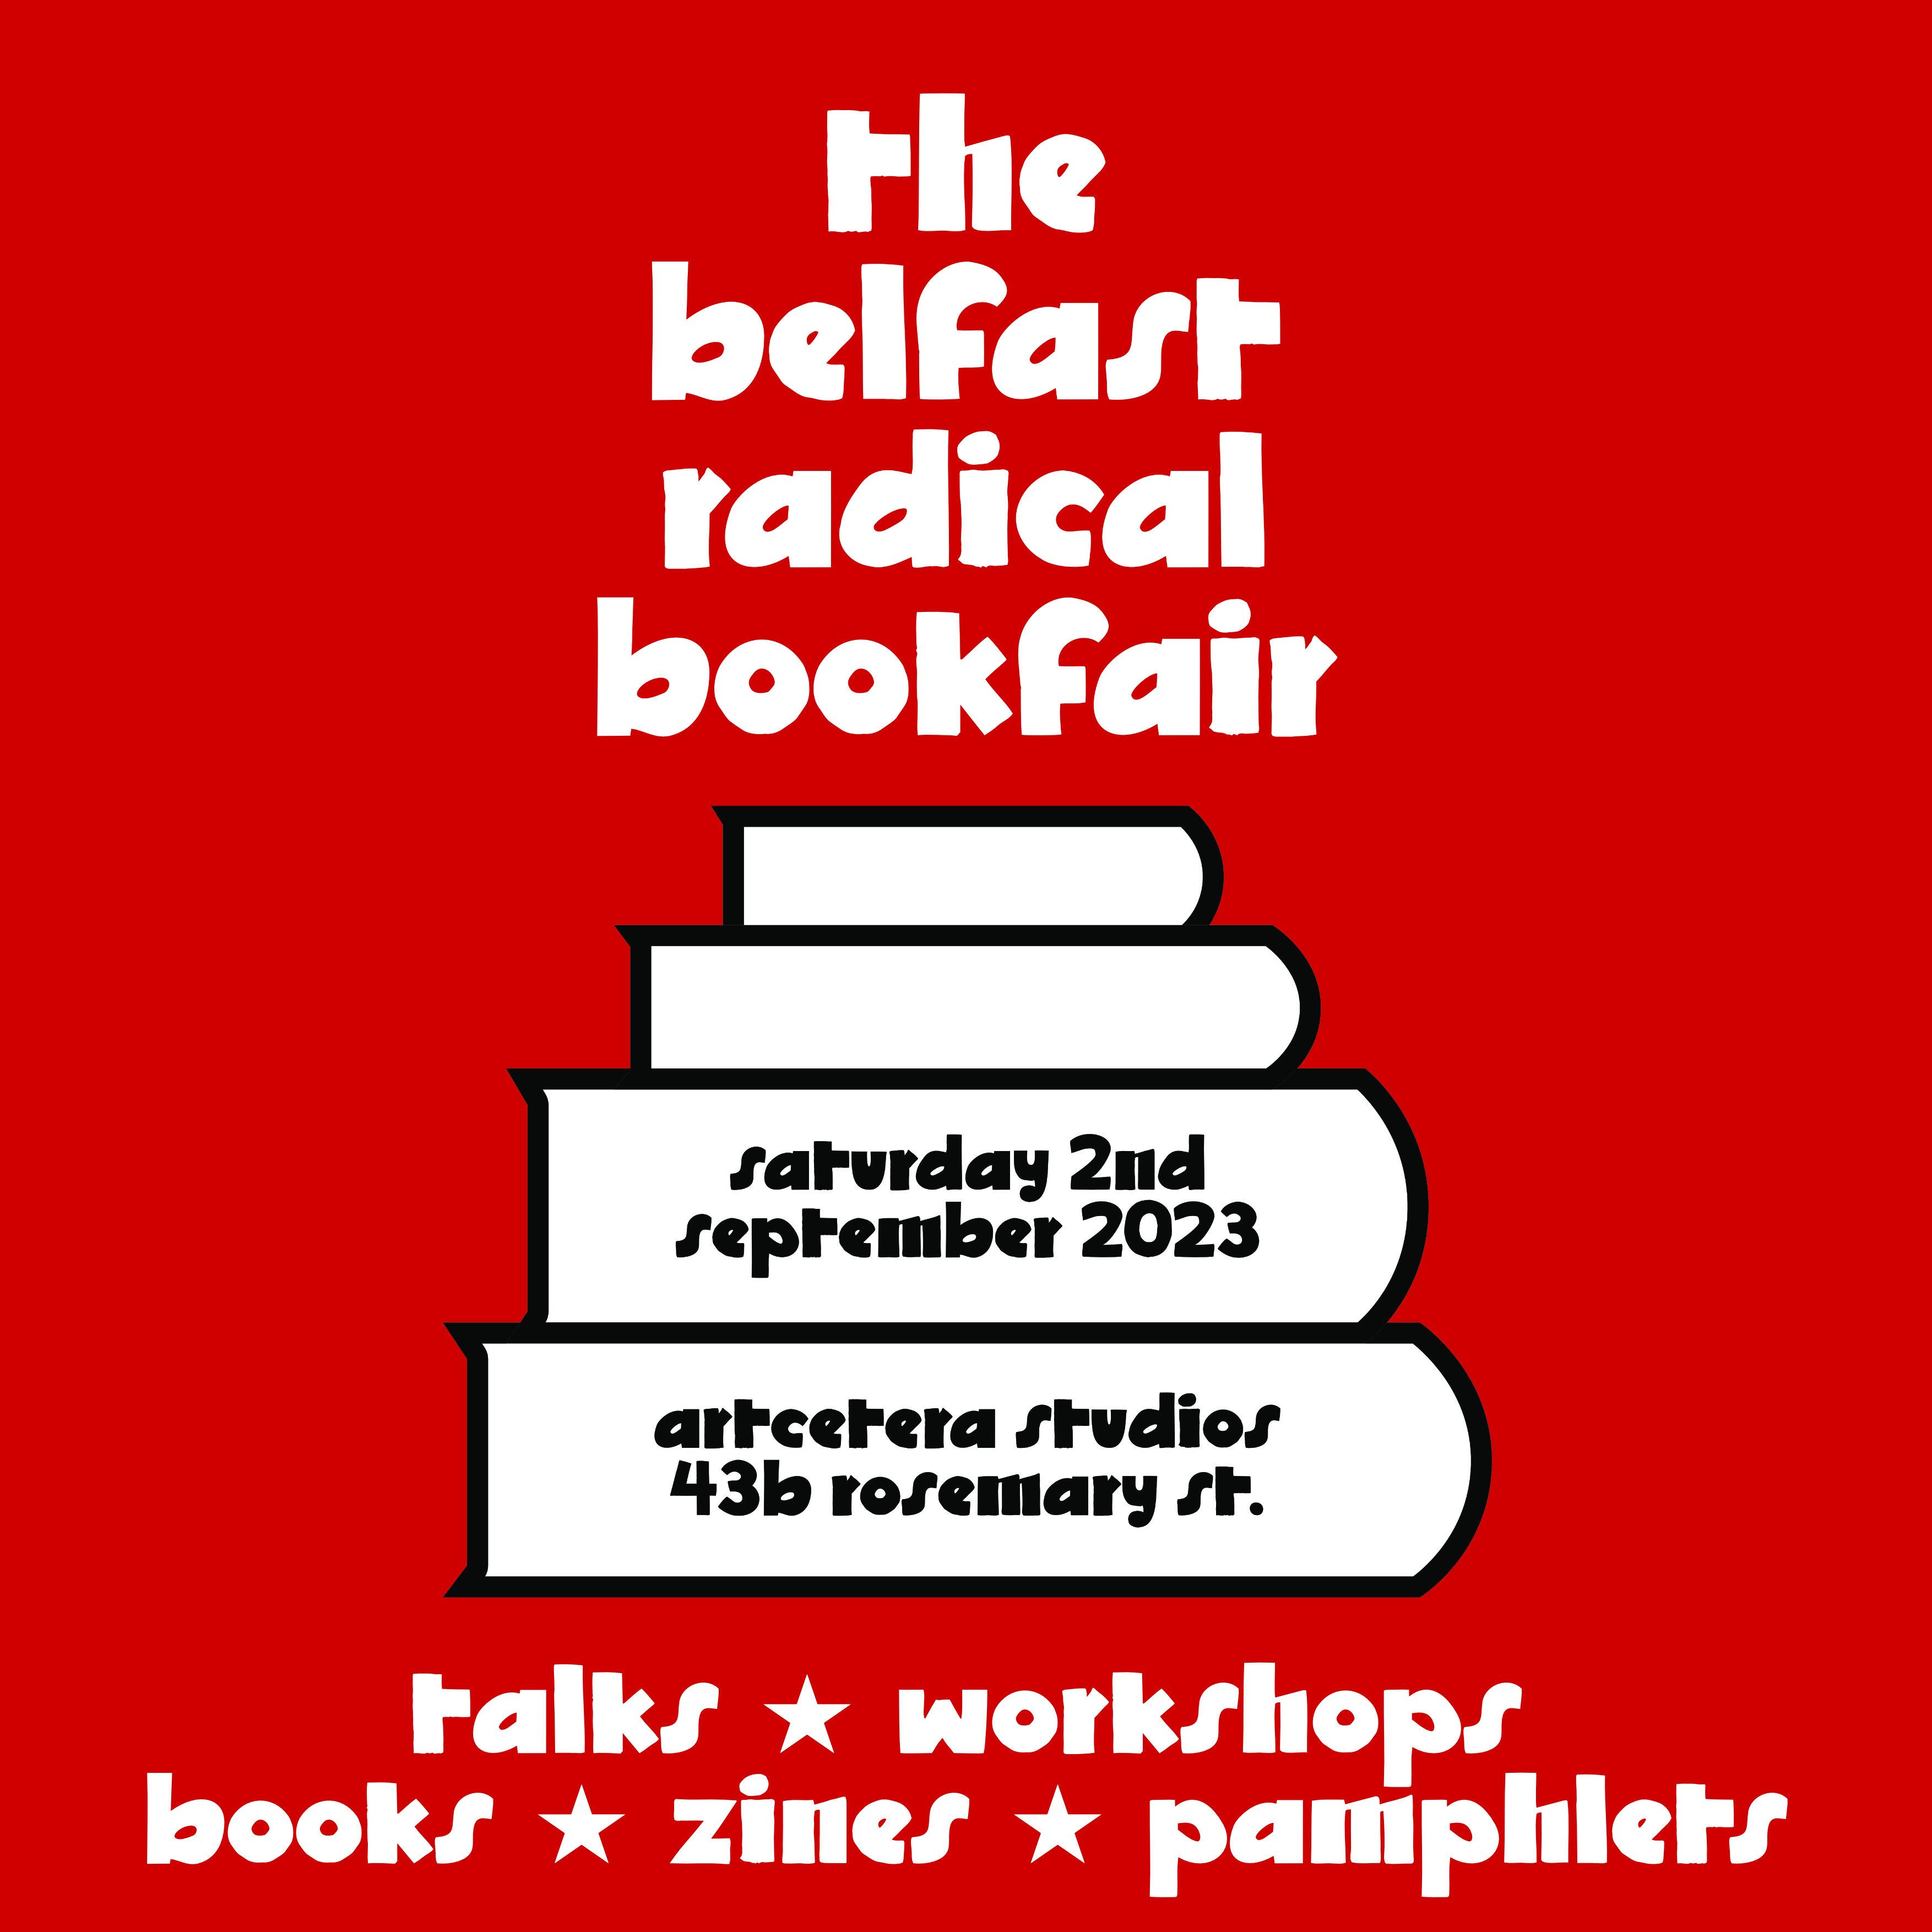 the
belfast
radical
bookfair
saturday 2nd
september 2023
artcetera studios
43b rosemary st.
talks ★ workshops
books ★ zines ★ pamphlets